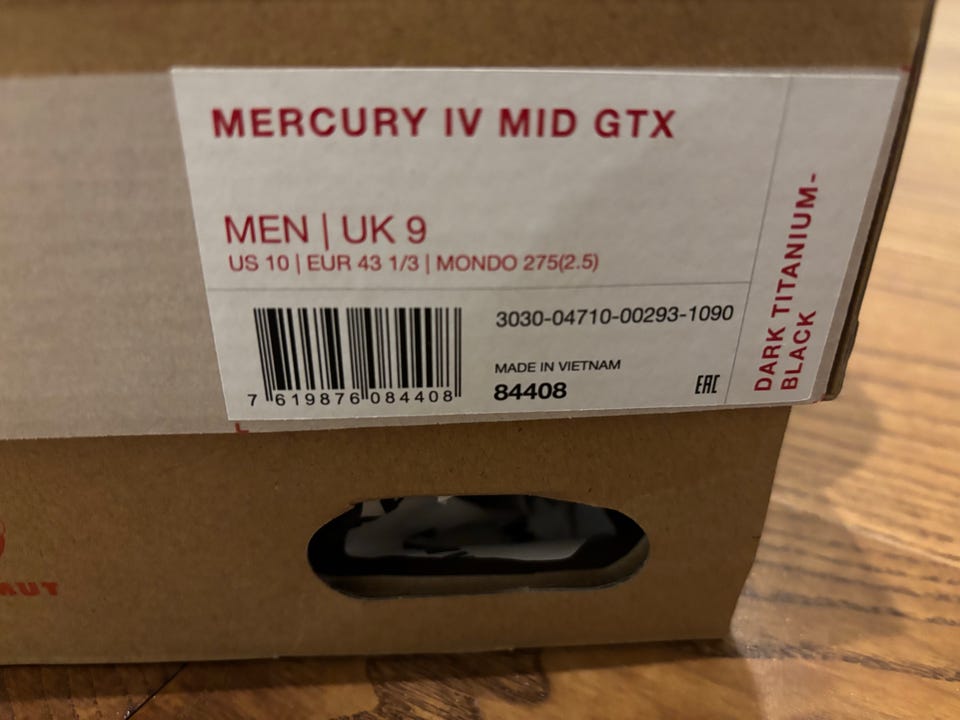 MERCURY IV MID GTX
MEN | UK 9
US 10 | EUR 43 1/3 | MONDO 275(2.5)
3030-04710-00293-1090
MADE IN VIETNAM
84408
EAC
7 619876 084408
DARK TITANIUM-
BLACK